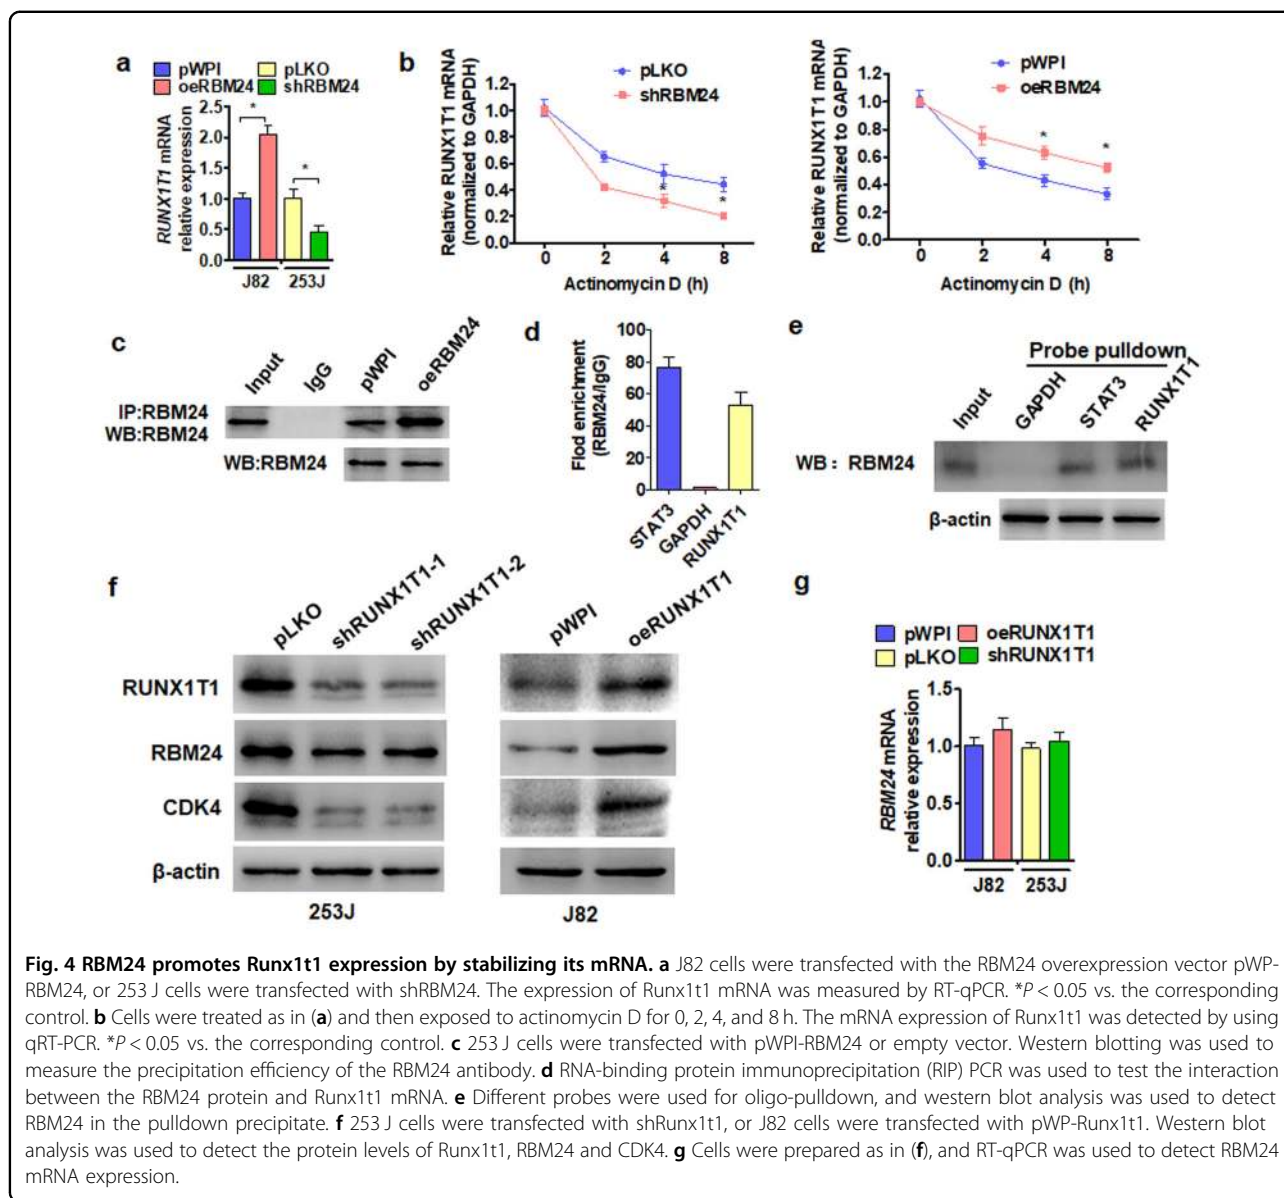 a
pWPI pLKO
oeRBM24 shRBM24
RUNX1T1 mRNA
relative expression
2.5
2.0
1.5
1.0
0.5
0.0
*
*
J82 253J
b
Relative RUNX1T1 mRNA
(normalized to GAPDH)
pLKO
shRBM24
1.2
1.0
0.8
0.6
0.4
0.2
0.0
*
*
0 2 4 8
Actinomycin D (h)
Relative RUNX1T1 mRNA
(normalized to GAPDH)
pWPI
oeRBM24
1.2
1.0
0.8
0.6
0.4
0.2
0.0
*
*
0 2 4 8
Actinomycin D (h)
c
Input IgG pWPI oeRBM24
IP:RBM24
WB:RBM24
WB:RBM24
d
Flod enrichment
(RBM24/IgG)
100
80
60
40
20
0
STAT3 GAPDH RUNX1T1
e
Probe pulldown
Input GAPDH STAT3 RUNX1T1
WB : RBM24
β-actin
f
pLKO shRUNX1T1-1 shRUNX1T1-2 pWPI oeRUNX1T1
RUNX1T1
RBM24
CDK4
β-actin
253J J82
g
pWPI oeRUNX1T1
pLKO shRUNX1T1
RBM24 mRNA
relative expression
1.5
1.0
0.5
0.0
J82 253J
Fig. 4 RBM24 promotes Runx1t1 expression by stabilizing its mRNA. a J82 cells were transfected with the RBM24 overexpression vector pWP-
RBM24, or 253 J cells were transfected with shRBM24. The expression of Runx1t1 mRNA was measured by RT-qPCR. *P < 0.05 vs. the corresponding
control. b Cells were treated as in (a) and then exposed to actinomycin D for 0, 2, 4, and 8 h. The mRNA expression of Runx1t1 was detected by using
qRT-PCR. *P < 0.05 vs. the corresponding control. c 253 J cells were transfected with pWPI-RBM24 or empty vector. Western blotting was used to
measure the precipitation efficiency of the RBM24 antibody. d RNA-binding protein immunoprecipitation (RIP) PCR was used to test the interaction
between the RBM24 protein and Runx1t1 mRNA. e Different probes were used for oligo-pulldown, and western blot analysis was used to detect
RBM24 in the pulldown precipitate. f 253 J cells were transfected with shRunx1t1, or J82 cells were transfected with pWP-Runx1t1. Western blot
analysis was used to detect the protein levels of Runx1t1, RBM24 and CDK4. g Cells were prepared as in (f), and RT-qPCR was used to detect RBM24
mRNA expression.